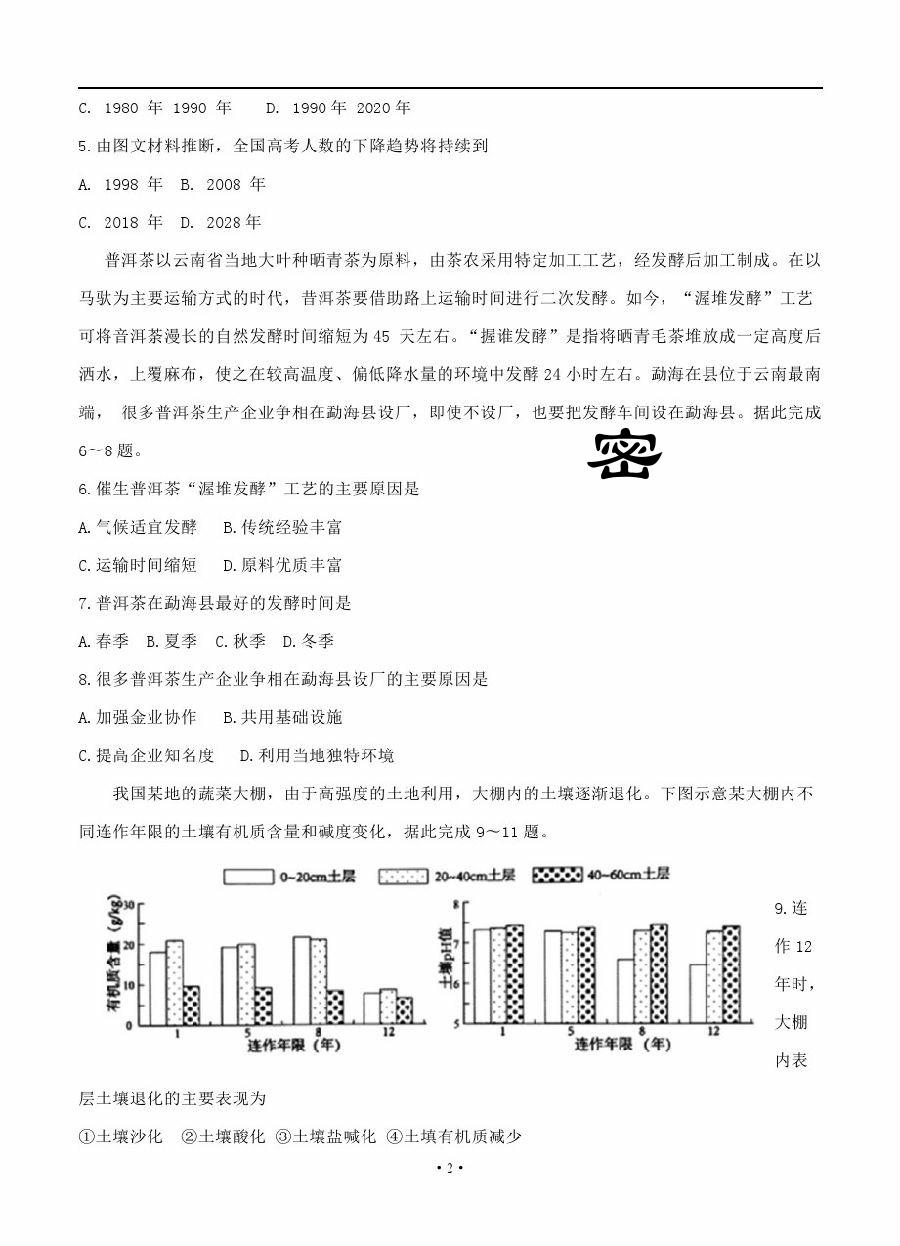 C. 1980 年 1990 年 D. 1990年 2020年
5.由图文材料推断，全国高考人数的下降趋势将持续到
A. 1998 年 B. 2008 年
C. 2018 年 D. 2028年
普洱茶以云南省当地大叶种晒青茶为原料，由茶农采用特定加工工艺，经发酵后加工制成。在以
马驮为主要运输方式的时代，昔洱茶要借助路上运输时间进行二次发酵。如今，“渥堆发酵”工艺
可将音洱荼漫长的自然发酵时间缩短为45 天左右。“握谁发酵”是指将晒青毛茶堆放成一定高度后
洒水，上覆麻布，使之在较高温度、偏低降水量的环境中发酵24小时左右。勐海在县位于云南最南
端， 很多普洱茶生产企业争相在勐海县设厂，即使不设厂，也要把发酵车间设在勐海县。据此完成
6--8题。
密
6.催生普洱茶“渥堆发酵”工艺的主要原因是
A.气候适宜发酵 B.传统经验丰富
C.运输时间缩短 D.原料优质丰富
7.普洱茶在勐海县最好的发酵时间是
A.春季 B.夏季 C.秋季 D.冬季
8.很多普洱茶生产企业争相在勐海县设厂的主要原因是
A.加强金业协作 B.共用基础设施
C.提高企业知名度 D.利用当地独特环境
我国某地的蔬菜大棚，由于高强度的土地利用，大棚内的土壤逐渐退化。下图示意某大棚内不
同连作年限的土壤有机质含量和碱度变化，据此完成9～11题。
0~20cm土层 20~40cm土层 40~60cm土层
有机质含量（g/kg）
30
20
10
0
1 5 8 12
连作年限（年）
土壤pH值
8
7
6
5
1 5 8 12
连作年限（年）
9.连
作12
年时，
大棚
内表
层土壤退化的主要表现为
①土壤沙化 ②土壤酸化 ③土壤盐喊化 ④土填有机质减少
·2·